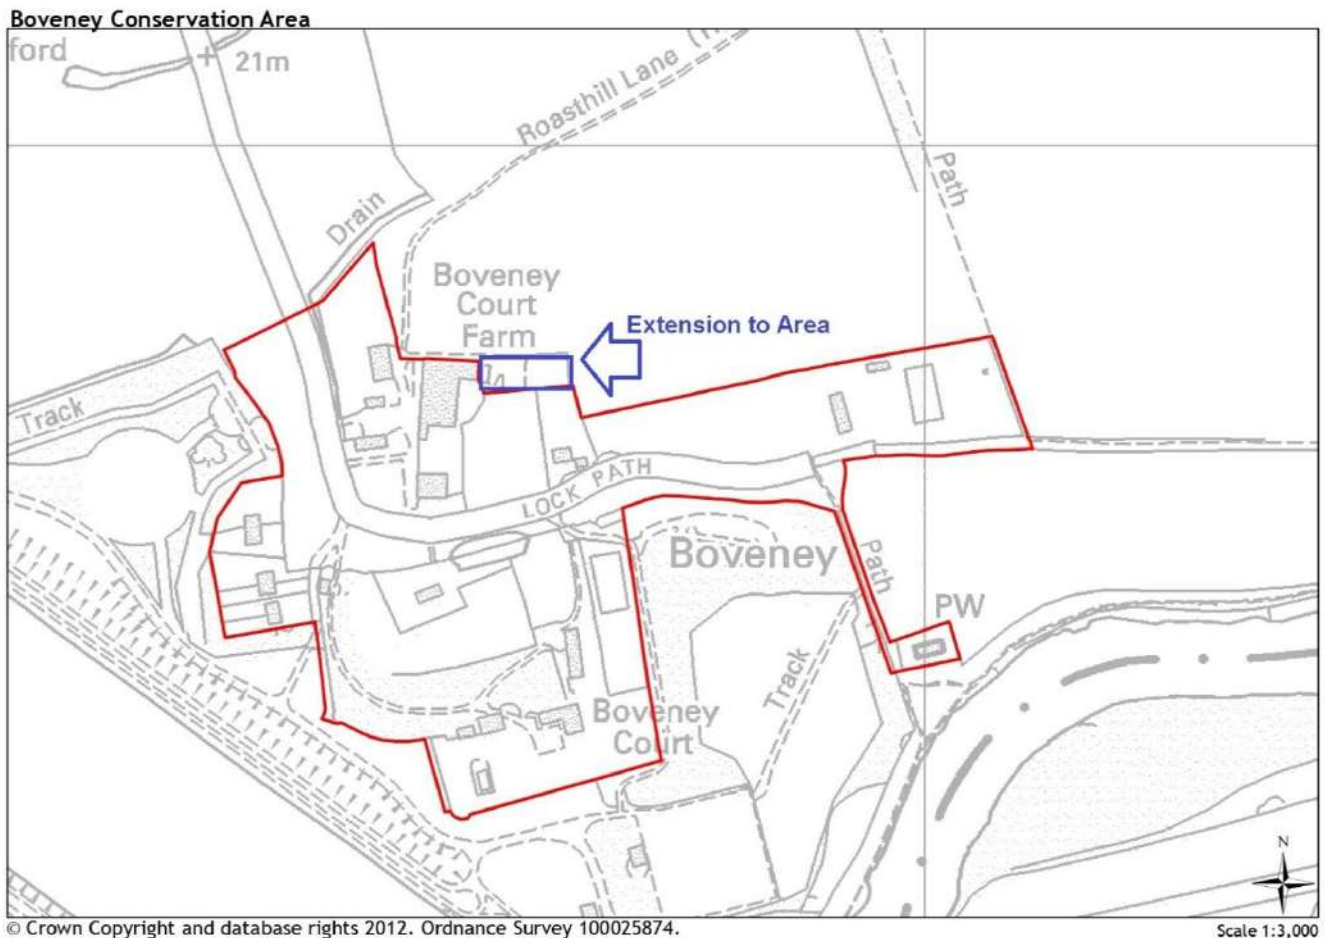 Boveney Conservation Area
ford
21m
Roasthill Lane
Path
Drain
Boveney
Court
Farm
Extension to Area
Track
LOCK PATH
Boveney
Path
PW
Track
Boveney
Court
N
© Crown Copyright and database rights 2012. Ordnance Survey 100025874.
Scale 1:3,000